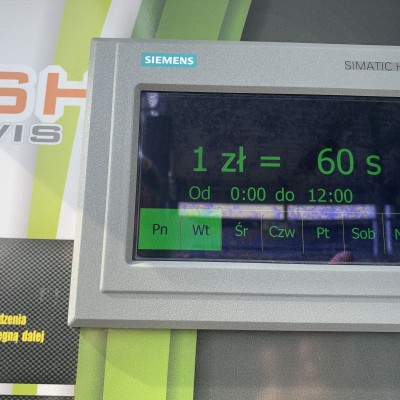 SH
VIS
SIEMENS
SIMATIC H
1 zł = 60 s
Od 0:00 do 12:00
Pn Wt Śr Czw Pt Sob N
dzenia
egną dalej